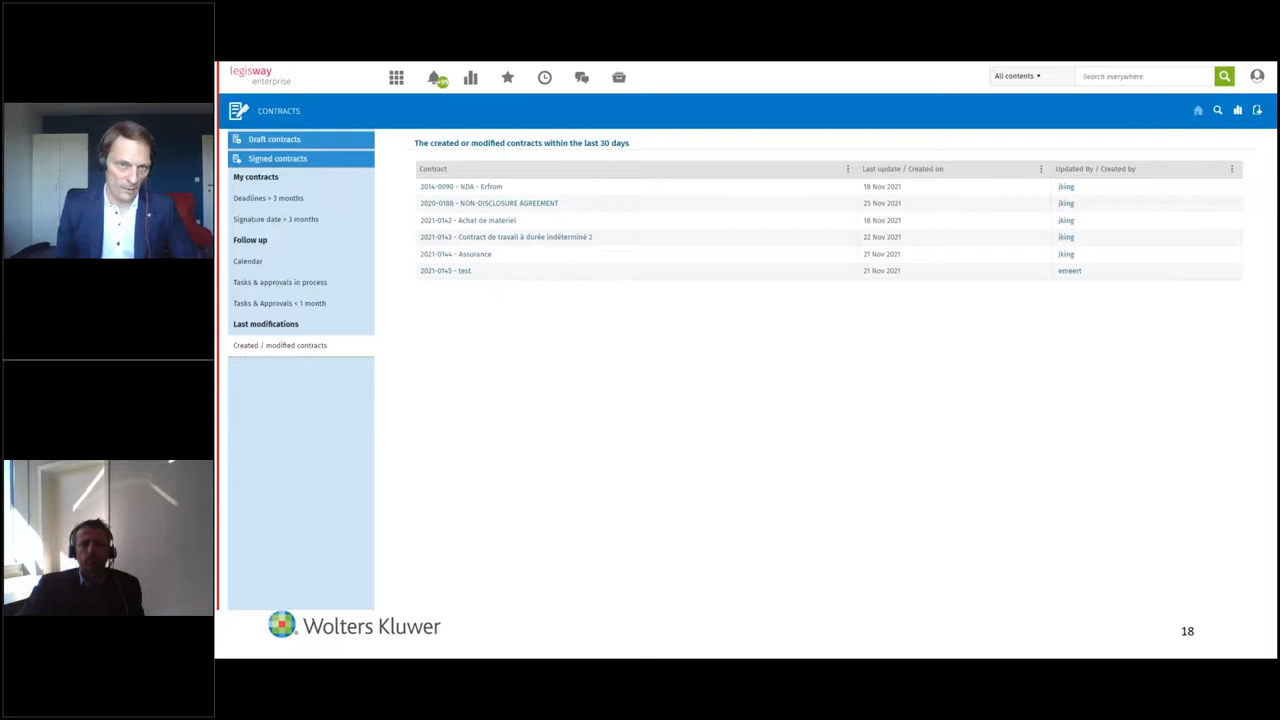 legisway
enterprise
+99
All contents
Search everywhere
CONTRACTS
Draft contracts
Signed contracts
My contracts
Deadlines > 3 months
Signature date > 3 months
Follow up
Calendar
Tasks & approvals in process
Tasks & Approvals < 1 month
Last modifications
Created / modified contracts
The created or modified contracts within the last 30 days
Contract Last update / Created on Updated By / Created by
2014-0090 - NDA - Erfrom 18 Nov 2021 jking
2020-0188 - NON-DISCLOSURE AGREEMENT 25 Nov 2021 jking
2021-0142 - Achat de materiel 18 Nov 2021 jking
2021-0143 - Contract de travail à durée indéterminé 2 22 Nov 2021 jking
2021-0144 - Assurance 21 Nov 2021 jking
2021-0145 - test 21 Nov 2021 emeert
Wolters Kluwer
18